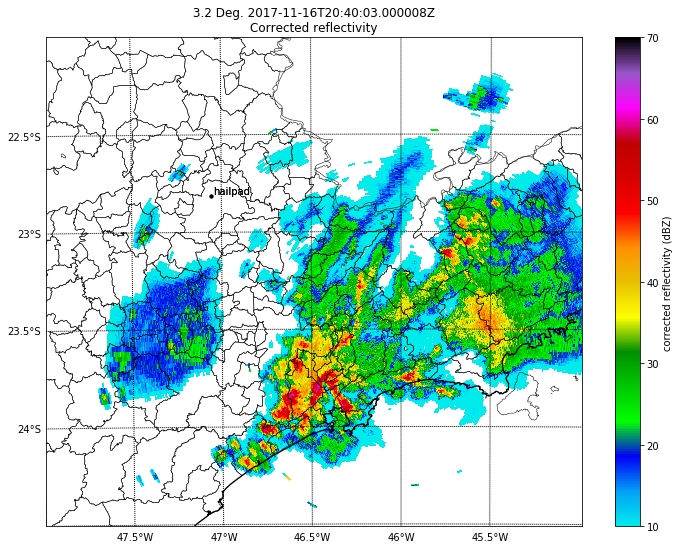 3.2 Deg. 2017-11-16T20:40:03.000008Z
Corrected reflectivity
70
60
50
40
30
20
10
corrected reflectivity (dBZ)
22.5°S
hailpad
23°S
23.5°S
24°S
47.5°W
47°W
46.5°W
46°W
45.5°W